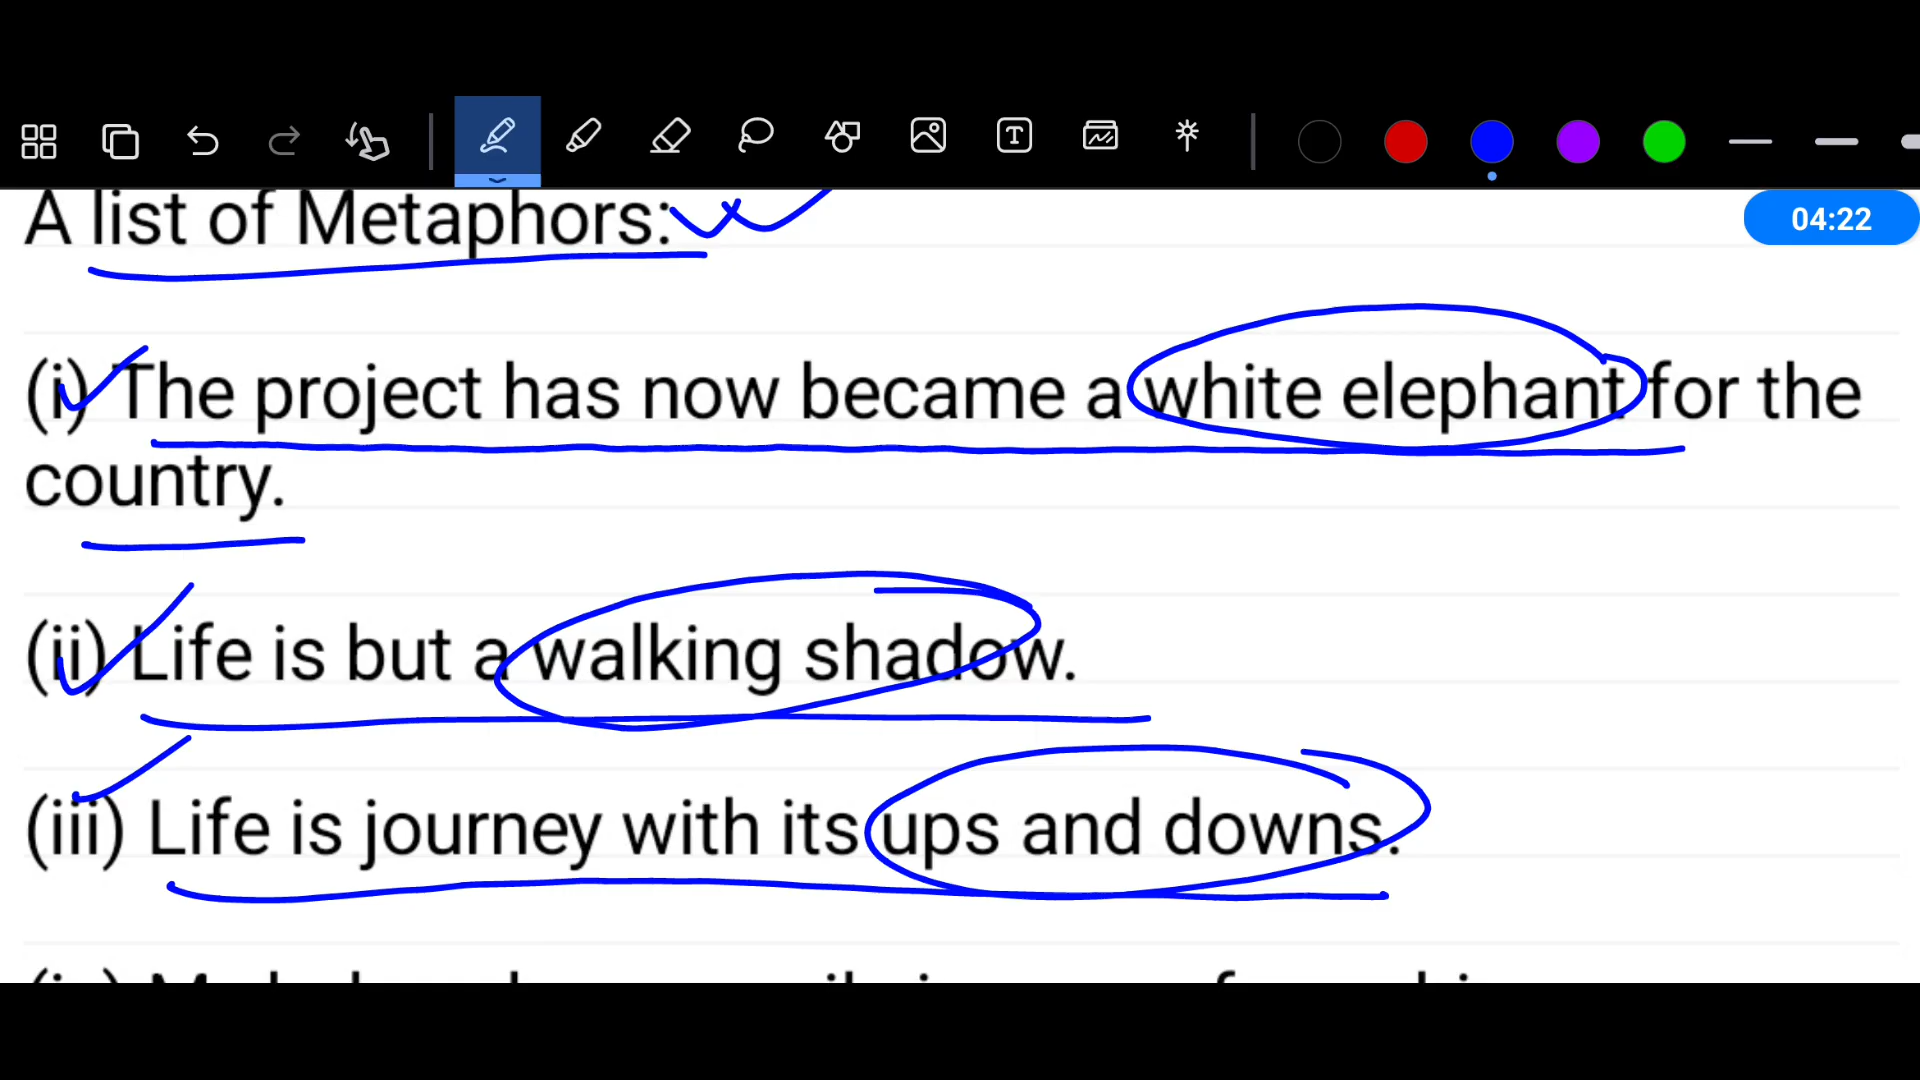 04:22
A list of Metaphors:
(i) The project has now became a white elephant for the
country.
(ii) Life is but a walking shadow.
(iii) Life is journey with its ups and downs.